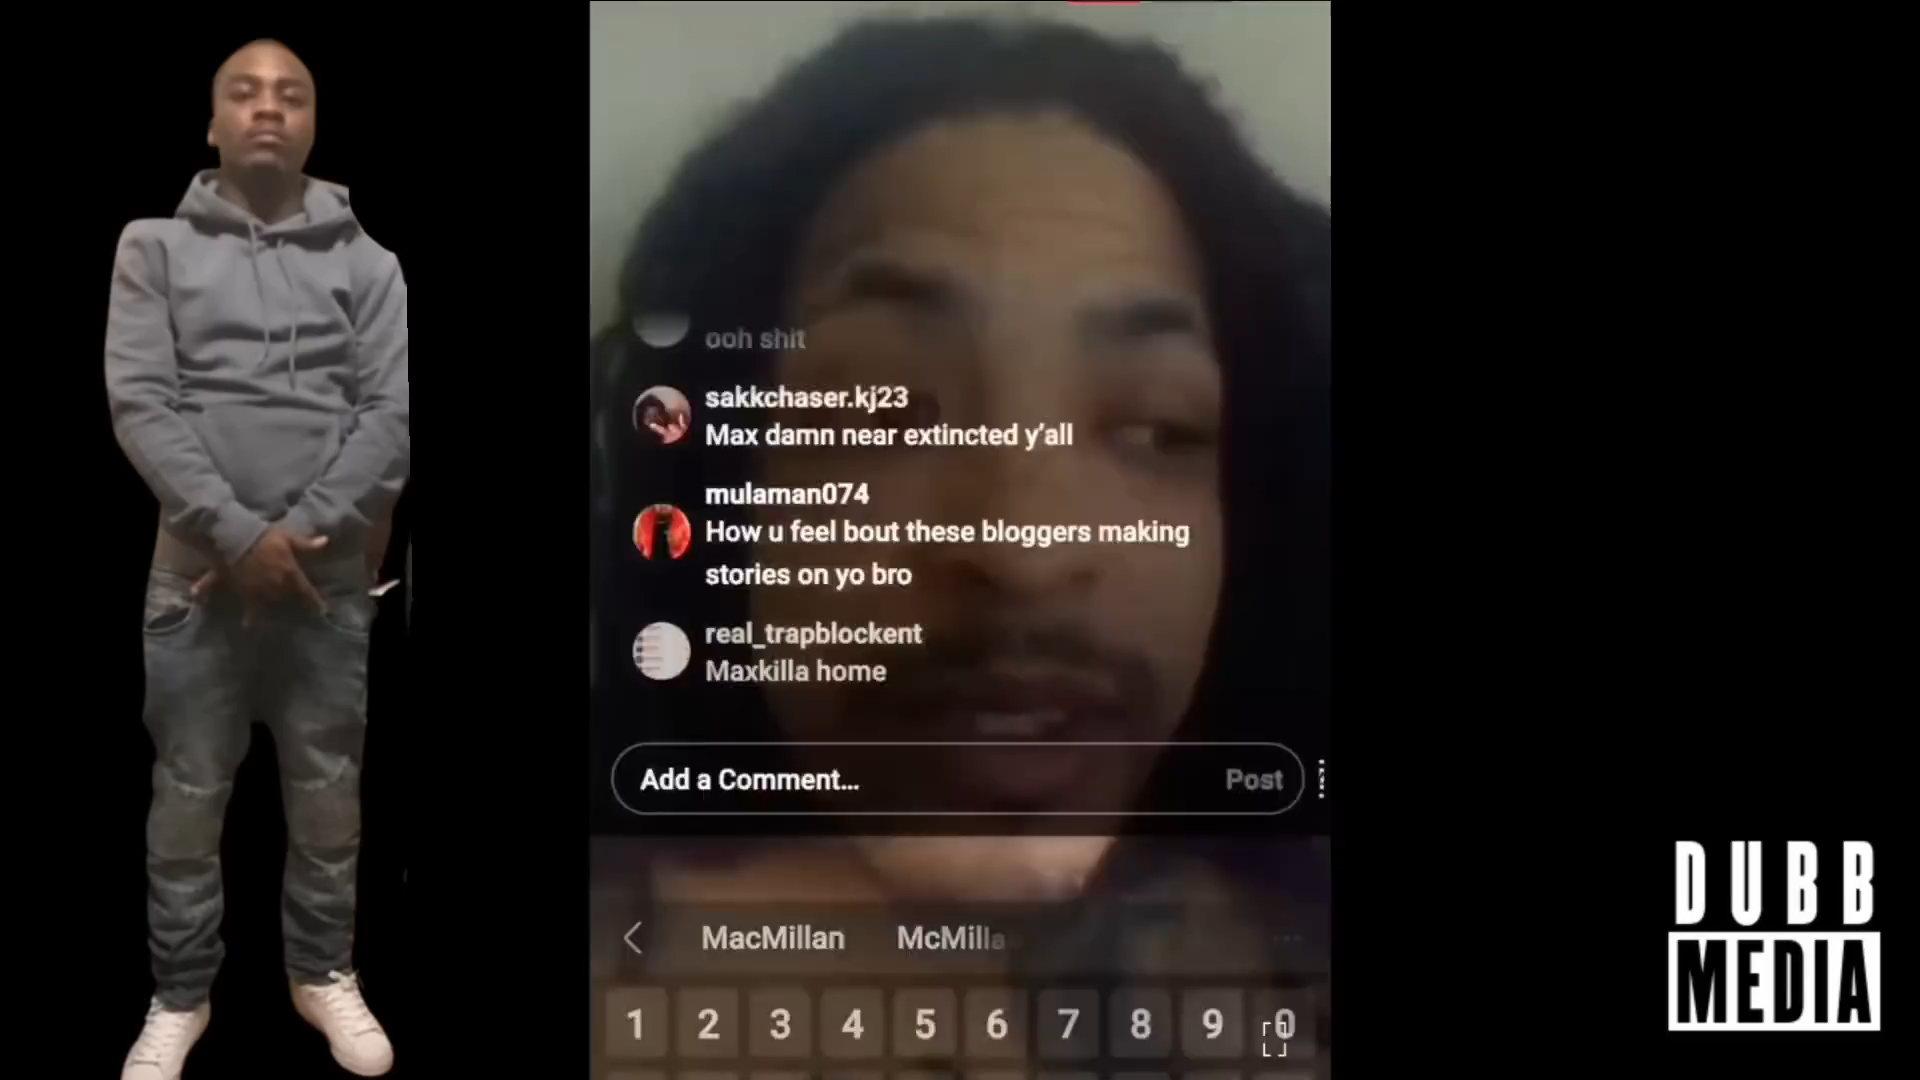 ooh shit
sakkchaser.kj23
Max damn near extincted y'all
mulaman074
How u feel bout these bloggers making
stories on yo bro
real_trapblockent
Maxkilla home
Add a Comment... Post
MacMillan McMilla
1 2 3 4 5 6 7 8 9 0
DUBB
MEDIA